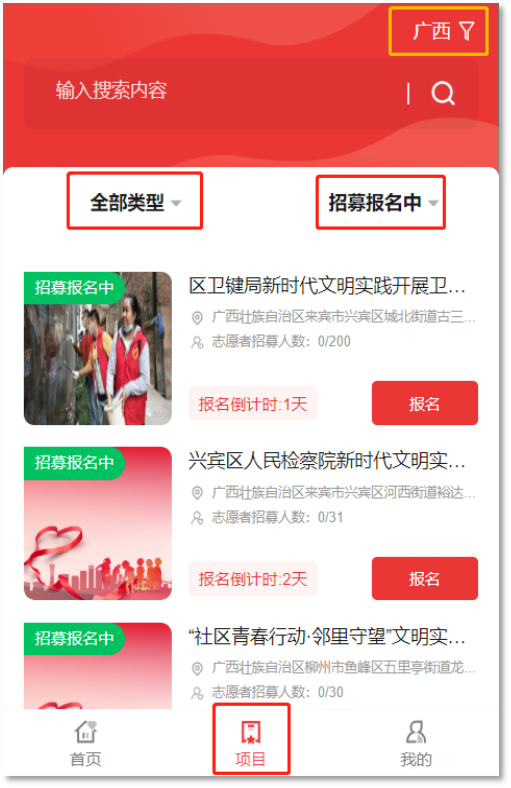 广西
输入搜索内容
全部类型
招募报名中
招募报名中
区卫键局新时代文明实践开展卫...
广西壮族自治区来宾市兴宾区城北街道古三...
志愿者招募人数：0/200
报名倒计时:1天
报名
招募报名中
兴宾区人民检察院新时代文明实...
广西壮族自治区来宾市兴宾区河西街道裕达...
志愿者招募人数：0/31
报名倒计时:2天
报名
招募报名中
“社区青春行动·邻里守望”文明实...
广西壮族自治区柳州市鱼峰区五里亭街道龙...
志愿者招募人数：0/30
首页
项目
我的